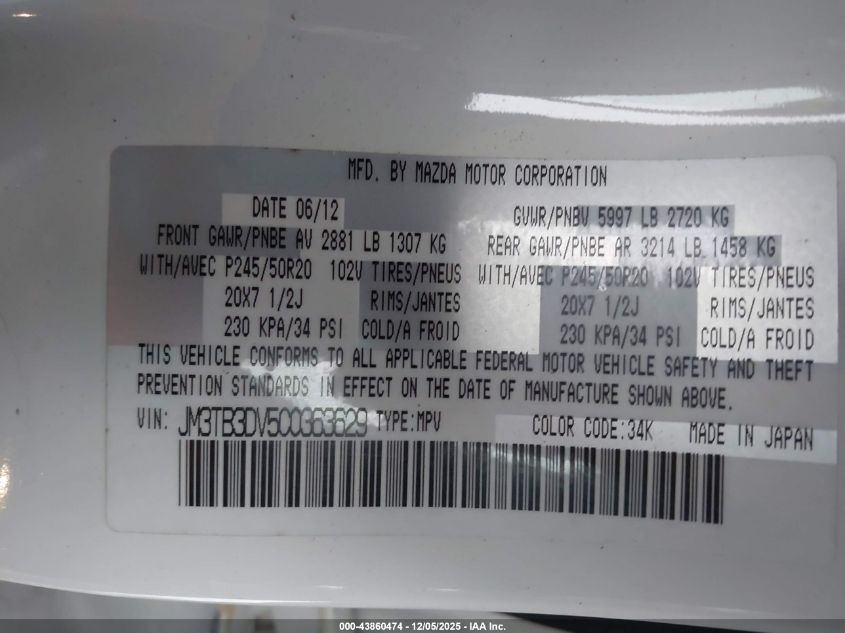 MFD. BY MAZDA MOTOR CORPORATION
DATE 06/12 GVWR/PNBV 5997 LB 2720 KG
FRONT GAWR/PNBE AV 2881 LB 1307 KG REAR GAWR/PNBE AR 3214 LB 1458 KG
WITH/AVEC P245/50R20 102V TIRES/PNEUS WITH/AVEC P245/50R20 102V TIRES/PNEUS
20X7 1/2J RIMS/JANTES 20X7 1/2J RIMS/JANTES
230 KPA/34 PSI COLD/A FROID 230 KPA/34 PSI COLD/A FROID
THIS VEHICLE CONFORMS TO ALL APPLICABLE FEDERAL MOTOR VEHICLE SAFETY AND THEFT
PREVENTION STANDARDS IN EFFECT ON THE DATE OF MANUFACTURE SHOWN ABOVE.
VIN: JM3TB3DV5C0363629 TYPE:MPV COLOR CODE:34K MADE IN JAPAN
000-43860474 - 12/05/2025 - IAA Inc.